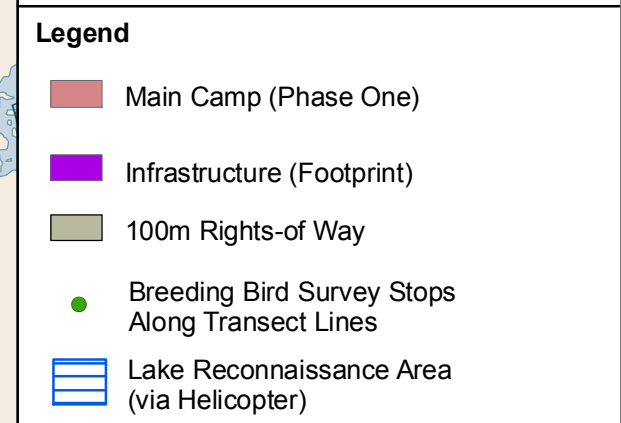 Legend
Main Camp (Phase One)
Infrastructure (Footprint)
100m Rights-of Way
Breeding Bird Survey Stops
Along Transect Lines
Lake Reconnaissance Area
(via Helicopter)